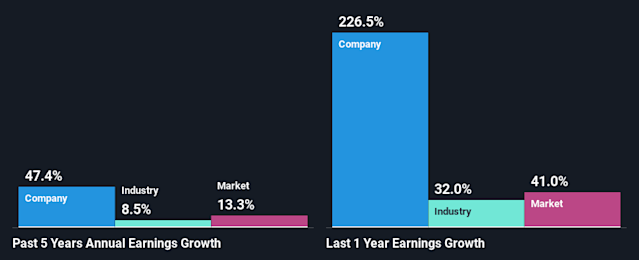 47.4%
Company
Industry
8.5%
Market
13.3%
Past 5 Years Annual Earnings Growth
226.5%
Company
32.0%
Industry
41.0%
Market
Last 1 Year Earnings Growth